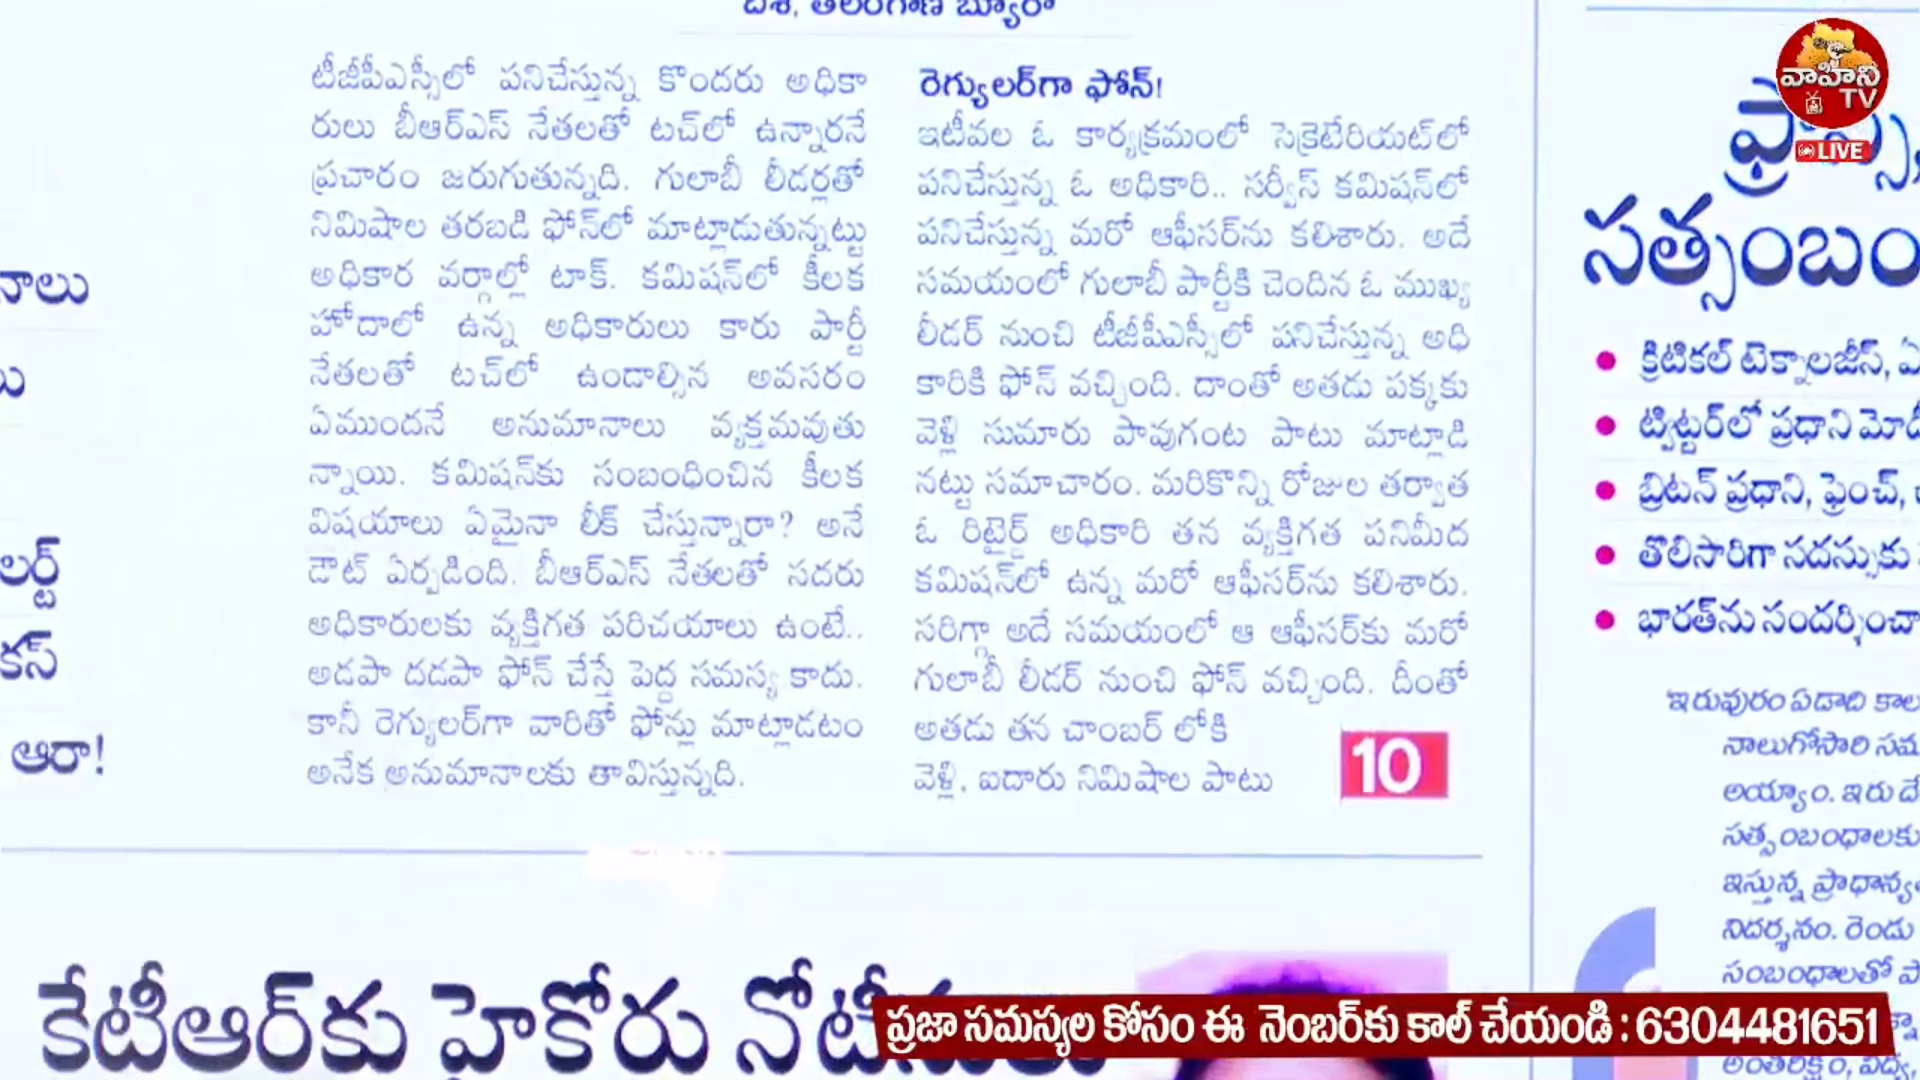 దిశ, తెలంగాణ బ్యూరో
టీజీపీఎస్సీలో పనిచేస్తున్న కొందరు అధికా
రులు బీఆర్ఎస్ నేతలతో టచ్‌లో ఉన్నారనే
ప్రచారం జరుగుతున్నది. గులాబీ లీడర్లతో
నిమిషాల తరబడి ఫోన్‌లో మాట్లాడుతున్నట్టు
అధికార వర్గాల్లో టాక్. కమిషన్‌లో కీలక
హోదాలో ఉన్న అధికారులు కారు పార్టీ
నేతలతో టచ్‌లో ఉండాల్సిన అవసరం
ఏముందనే అనుమానాలు వ్యక్తమవుతు
న్నాయి. కమిషన్‌కు సంబంధించిన కీలక
విషయాలు ఏమైనా లీక్ చేస్తున్నారా? అనే
డౌట్ ఏర్పడింది. బీఆర్ఎస్ నేతలతో సదరు
అధికారులకు వ్యక్తిగత పరిచయాలు ఉంటే..
అడపా దడపా ఫోన్ చేస్తే పెద్ద సమస్య కాదు.
కానీ రెగ్యులర్‌గా వారితో ఫోన్లు మాట్లాడటం
అనేక అనుమానాలకు తావిస్తున్నది.
రెగ్యులర్‌గా ఫోన్!
ఇటీవల ఓ కార్యక్రమంలో సెక్రెటేరియట్‌లో
పనిచేస్తున్న ఓ అధికారి.. సర్వీస్ కమిషన్‌లో
పనిచేస్తున్న మరో ఆఫీసర్‌ను కలిశారు. అదే
సమయంలో గులాబీ పార్టీకి చెందిన ఓ ముఖ్య
లీడర్ నుంచి టీజీపీఎస్సీలో పనిచేస్తున్న అధి
కారికి ఫోన్ వచ్చింది. దాంతో అతడు పక్కకు
వెళ్లి సుమారు పావుగంట పాటు మాట్లాడి
నట్టు సమాచారం. మరికొన్ని రోజుల తర్వాత
ఓ రిటైర్డ్ అధికారి తన వ్యక్తిగత పనిమీద
కమిషన్‌లో ఉన్న మరో ఆఫీసర్‌ను కలిశారు.
సరిగ్గా అదే సమయంలో ఆ ఆఫీసర్‌కు మరో
గులాబీ లీడర్ నుంచి ఫోన్ వచ్చింది. దీంతో
అతడు తన చాంబర్ లోకి
వెళ్లి, ఐదారు నిమిషాల పాటు
10
వాహిని
TV
LIVE
సత్సంబం
క్రిటికల్ టెక్నాలజీస్, ఏ
ట్విట్టర్‌లో ప్రధాని మోదీ
బ్రిటన్ ప్రధాని, ఫ్రెంచ్,
తొలిసారిగా సదస్సుకు
భారత్‌ను సందర్శించా
ఇరువురం ఏడాది కాల
నాలుగోసారి సమ
అయ్యాం. ఇరు దే
సత్సంబంధాలకు
ఇస్తున్న ప్రాధాన్య
నిదర్శనం. రెండు
సంబంధాలతో పా
అంతరిక్షం, విద్య,
నాలు
లర్ట్
కస్
ఆరా!
కేటీఆర్‌కు హైకోర్టు
ప్రజా సమస్యల కోసం ఈ నెంబర్‌కు కాల్ చేయండి : 6304481651